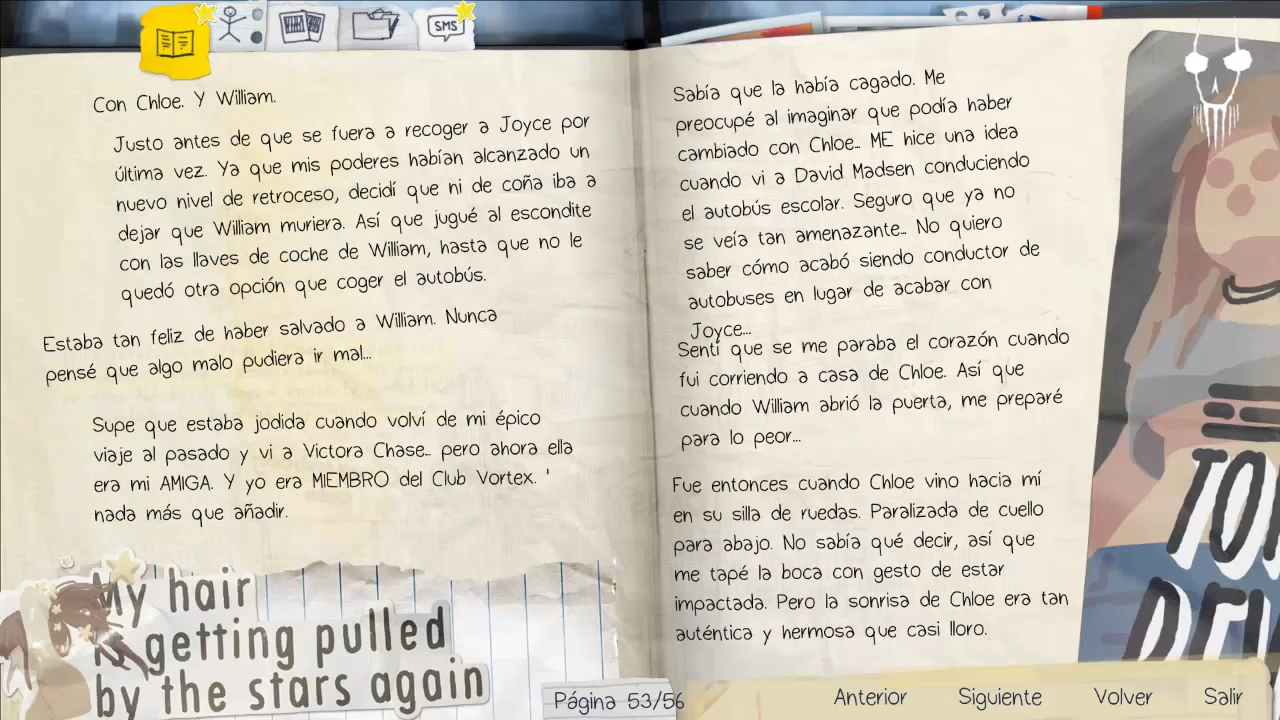 SMS
Con Chloe. Y William.
Justo antes de que se fuera a recoger a Joyce por
última vez. Ya que mis poderes habían alcanzado un
nuevo nivel de retroceso, decidí que ni de coña iba a
dejar que William muriera. Así que jugué al escondite
con las llaves de coche de William, hasta que no le
quedó otra opción que coger el autobús.
Estaba tan feliz de haber salvado a William. Nunca
pensé que algo malo pudiera ir mal...
Supe que estaba jodida cuando volví de mi épico
viaje al pasado y vi a Victora Chase... pero ahora ella
era mi AMIGA. Y yo era MIEMBRO del Club Vortex. '
nada más que añadir.
My hair
is getting pulled
by the stars again
Sabía que la había cagado. Me
preocupé al imaginar que podía haber
cambiado con Chloe... ME hice una idea
cuando vi a David Madsen conduciendo
el autobús escolar. Seguro que ya no
se veía tan amenazante... No quiero
saber cómo acabó siendo conductor de
autobuses en lugar de acabar con
Joyce...
Sentí que se me paraba el corazón cuando
fui corriendo a casa de Chloe. Así que
cuando William abrió la puerta, me preparé
para lo peor...
Fue entonces cuando Chloe vino hacia mí
en su silla de ruedas. Paralizada de cuello
para abajo. No sabía qué decir, así que
me tapé la boca con gesto de estar
impactada. Pero la sonrisa de Chloe era tan
auténtica y hermosa que casi lloro.
Página 53/56
Anterior Siguiente Volver Salir